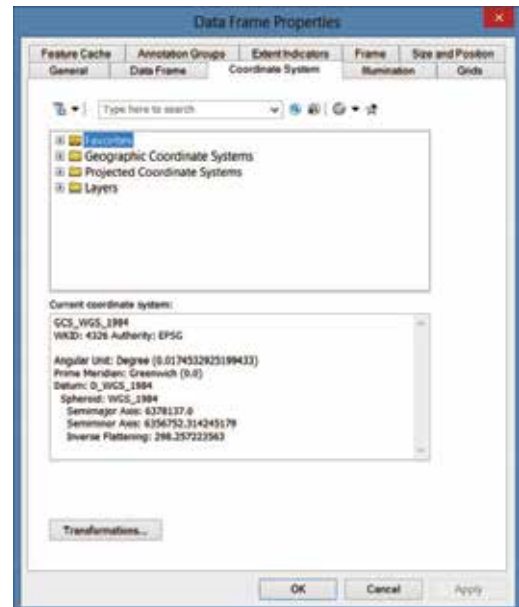 Data Frame Properties
Feature Cache Annotation Groups Extent Indicators Frame Size and Position
General Data Frame Coordinate System Illumination Grids
Type here to search
Favorites
Geographic Coordinate Systems
Projected Coordinate Systems
Layers
Current coordinate system:
GCS_WGS_1984
WKID: 4326 Authority: EPSG
Angular Unit: Degree (0.0174532925199433)
Prime Meridian: Greenwich (0.0)
Datum: D_WGS_1984
Spheroid: WGS_1984
Semimajor Axis: 6378137.0
Semiminor Axis: 6356752.314245179
Inverse Flattening: 298.257223563
Transformations...
OK Cancel Apply